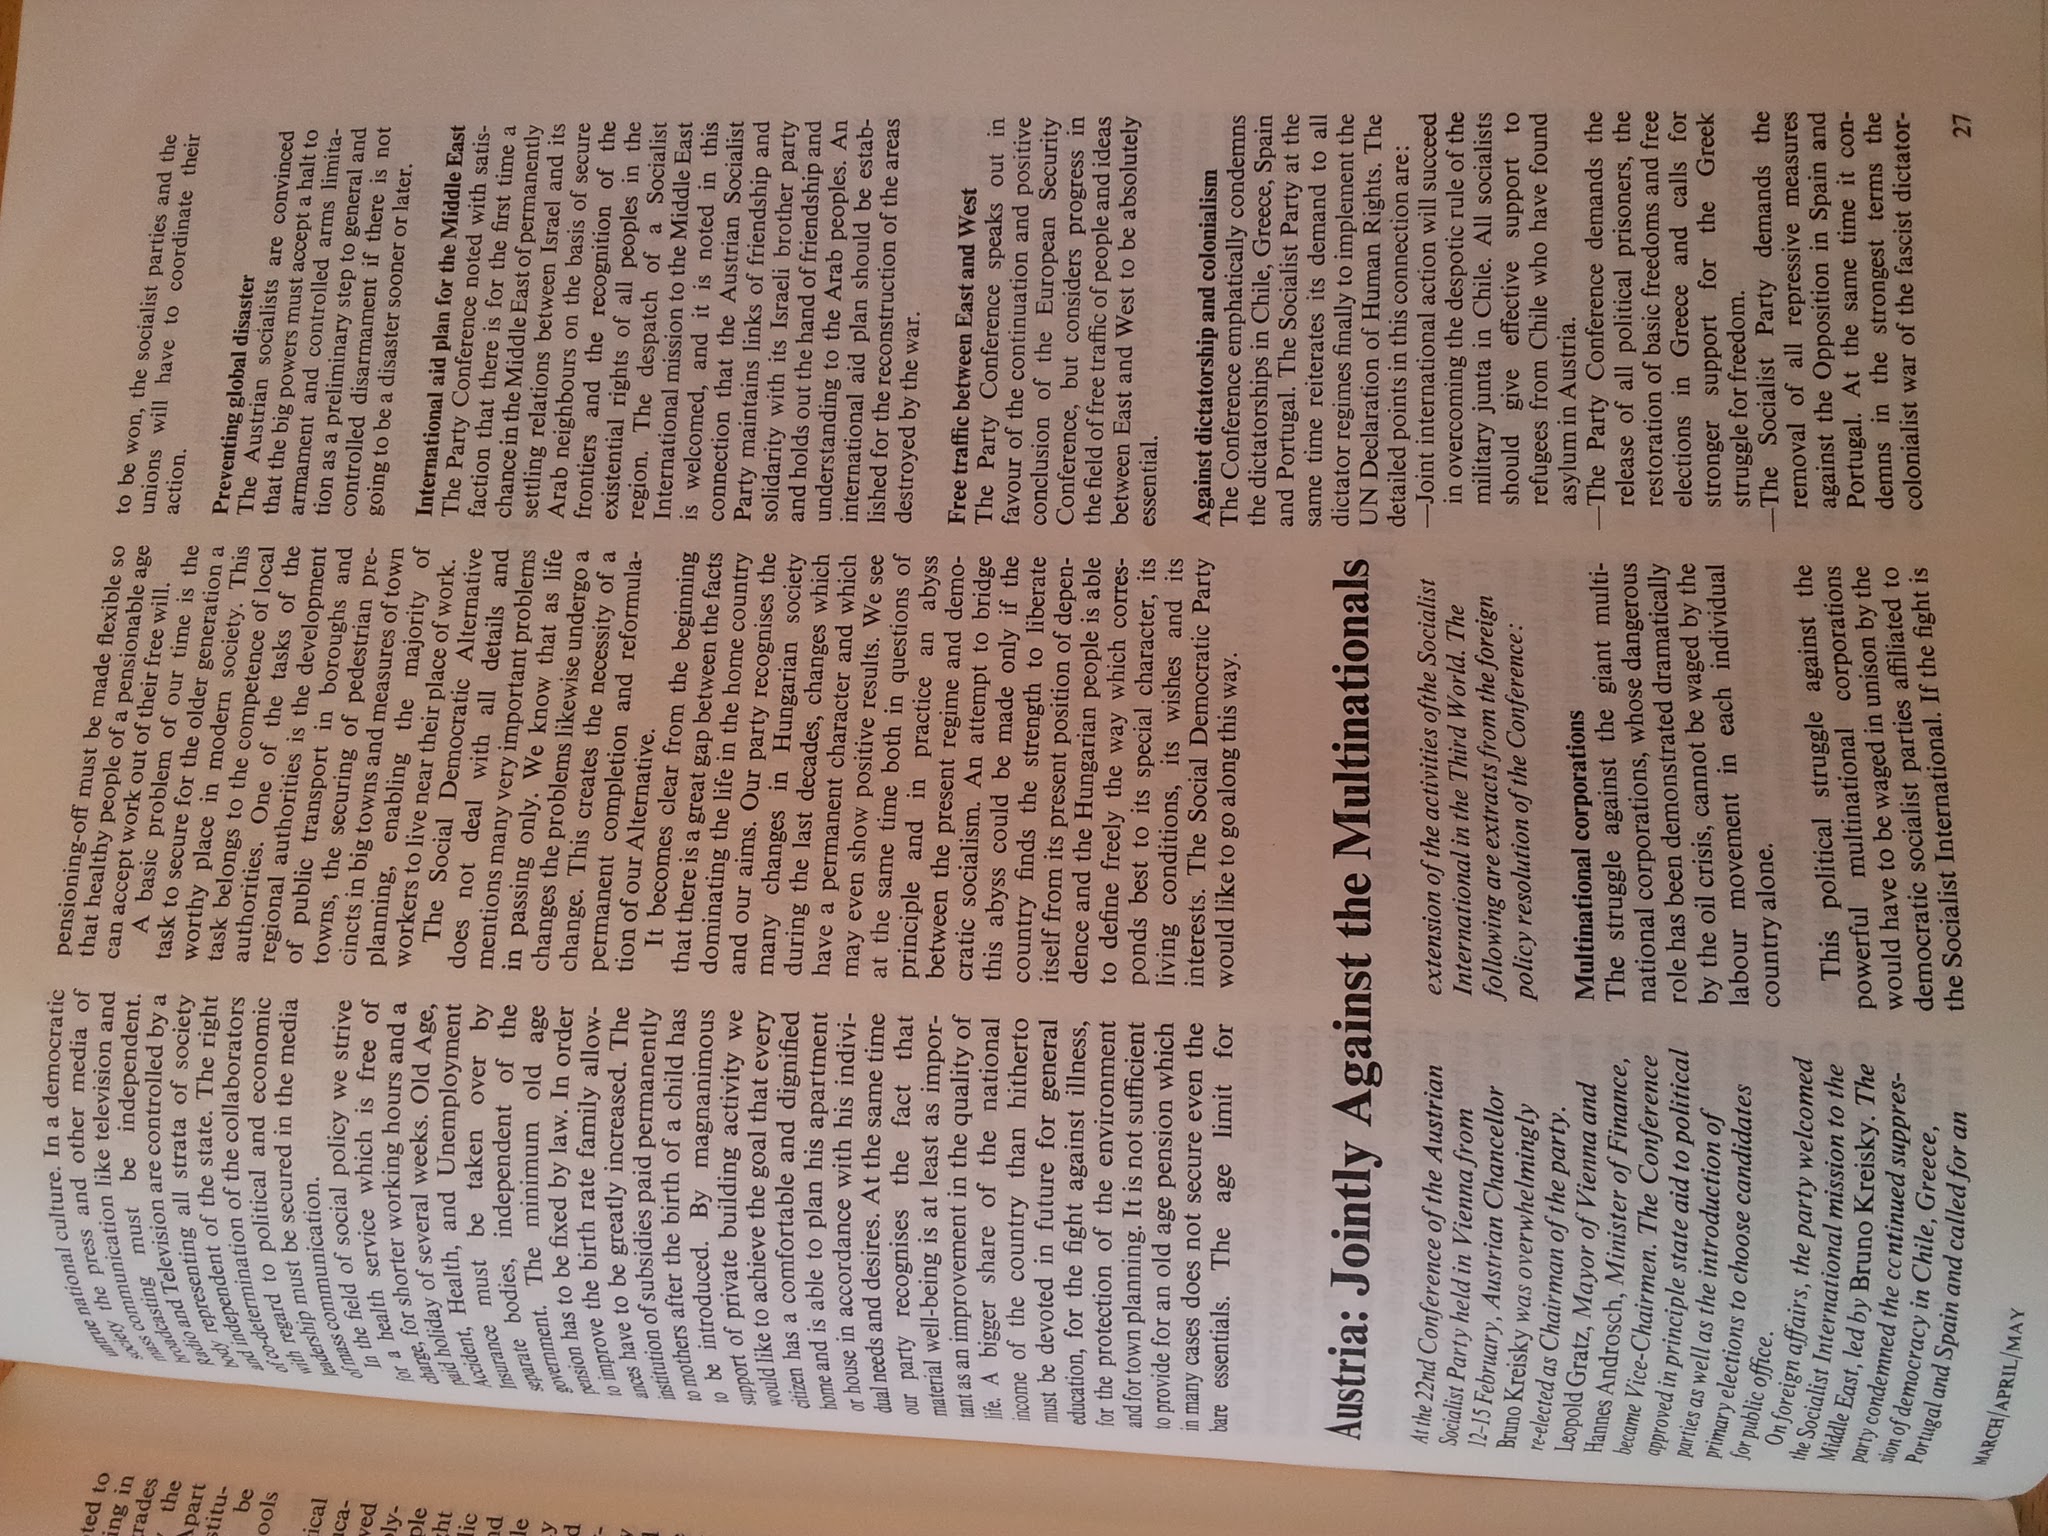 untrue national culture. In a democratic
society the press and other media of
mass communication like television and
broadcasting must be independent.
Radio and Television are controlled by a
body representing all strata of society
and independent of the state. The right
of co-determination of the collaborators
with regard to political and economic
leadership must be secured in the media
of mass communication.
In the field of social policy we strive
for a health service which is free of
charge, for shorter working hours and a
paid holiday of several weeks. Old Age,
Accident, Health, and Unemployment
Insurance must be taken over by
separate bodies, independent of the
government. The minimum old age
pension has to be fixed by law. In order
to improve the birth rate family allow-
ances have to be greatly increased. The
institution of subsidies paid permanently
to mothers after the birth of a child has
to be introduced. By magnanimous
support of private building activity we
would like to achieve the goal that every
citizen has a comfortable and dignified
home and is able to plan his apartment
or house in accordance with his indivi-
dual needs and desires. At the same time
our party recognises the fact that
material well-being is at least as impor-
tant as an improvement in the quality of
life. A bigger share of the national
income of the country than hitherto
must be devoted in future for general
education, for the fight against illness,
for the protection of the environment
and for town planning. It is not sufficient
to provide for an old age pension which
in many cases does not secure even the
bare essentials. The age limit for
pensioning-off must be made flexible so
that healthy people of a pensionable age
can accept work out of their free will.
A basic problem of our time is the
task to secure for the older generation a
worthy place in modern society. This
task belongs to the competence of local
authorities. One of the tasks of the
regional authorities is the development
of public transport in boroughs and
towns, the securing of pedestrian pre-
cincts in big towns and measures of town
planning, enabling the majority of
workers to live near their place of work.
The Social Democratic Alternative
does not deal with all details and
mentions many very important problems
in passing only. We know that as life
changes the problems likewise undergo a
change. This creates the necessity of a
permanent completion and reformula-
tion of our Alternative.
It becomes clear from the beginning
that there is a great gap between the facts
dominating the life in the home country
and our aims. Our party recognises the
many changes in Hungarian society
during the last decades, changes which
have a permanent character and which
may even show positive results. We see
at the same time both in questions of
principle and in practice an abyss
between the present regime and demo-
cratic socialism. An attempt to bridge
this abyss could be made only if the
country finds the strength to liberate
itself from its present position of depen-
dence and the Hungarian people is able
to define freely the way which corres-
ponds best to its special character, its
living conditions, its wishes and its
interests. The Social Democratic Party
would like to go along this way.
Austria: Jointly Against the Multinationals
At the 22nd Conference of the Austrian
Socialist Party held in Vienna from
12-15 February, Austrian Chancellor
Bruno Kreisky was overwhelmingly
re-elected as Chairman of the party.
Leopold Gratz, Mayor of Vienna and
Hannes Androsch, Minister of Finance,
became Vice-Chairmen. The Conference
approved in principle state aid to political
parties as well as the introduction of
primary elections to choose candidates
for public office.
On foreign affairs, the party welcomed
the Socialist International mission to the
Middle East, led by Bruno Kreisky. The
party condemned the continued suppres-
sion of democracy in Chile, Greece,
Portugal and Spain and called for an
extension of the activities of the Socialist
International in the Third World. The
following are extracts from the foreign
policy resolution of the Conference:
Multinational corporations
The struggle against the giant multi-
national corporations, whose dangerous
role has been demonstrated dramatically
by the oil crisis, cannot be waged by the
labour movement in each individual
country alone.
This political struggle against the
powerful multinational corporations
would have to be waged in unison by the
democratic socialist parties affiliated to
the Socialist International. If the fight is
to be won, the socialist parties and the
unions will have to coordinate their
action.
Preventing global disaster
The Austrian socialists are convinced
that the big powers must accept a halt to
armament and controlled arms limita-
tion as a preliminary step to general and
controlled disarmament if there is not
going to be a disaster sooner or later.
International aid plan for the Middle East
The Party Conference noted with satis-
faction that there is for the first time a
chance in the Middle East of permanently
settling relations between Israel and its
Arab neighbours on the basis of secure
frontiers and the recognition of the
existential rights of all peoples in the
region. The despatch of a Socialist
International mission to the Middle East
is welcomed, and it is noted in this
connection that the Austrian Socialist
Party maintains links of friendship and
solidarity with its Israeli brother party
and holds out the hand of friendship and
understanding to the Arab peoples. An
international aid plan should be estab-
lished for the reconstruction of the areas
destroyed by the war.
Free traffic between East and West
The Party Conference speaks out in
favour of the continuation and positive
conclusion of the European Security
Conference, but considers progress in
the field of free traffic of people and ideas
between East and West to be absolutely
essential.
Against dictatorship and colonialism
The Conference emphatically condemns
the dictatorships in Chile, Greece, Spain
and Portugal. The Socialist Party at the
same time reiterates its demand to all
dictator regimes finally to implement the
UN Declaration of Human Rights. The
detailed points in this connection are:
—Joint international action will succeed
in overcoming the despotic rule of the
military junta in Chile. All socialists
should give effective support to
refuges from Chile who have found
asylum in Austria.
—The Party Conference demands the
release of all political prisoners, the
restoration of basic freedoms and free
elections in Greece and calls for
stronger support for the Greek
struggle for freedom.
—The Socialist Party demands the
removal of all repressive measures
against the Opposition in Spain and
Portugal. At the same time it con-
demns in the strongest terms the
colonialist war of the fascist dictator-
MARCH/APRIL/MAY
27